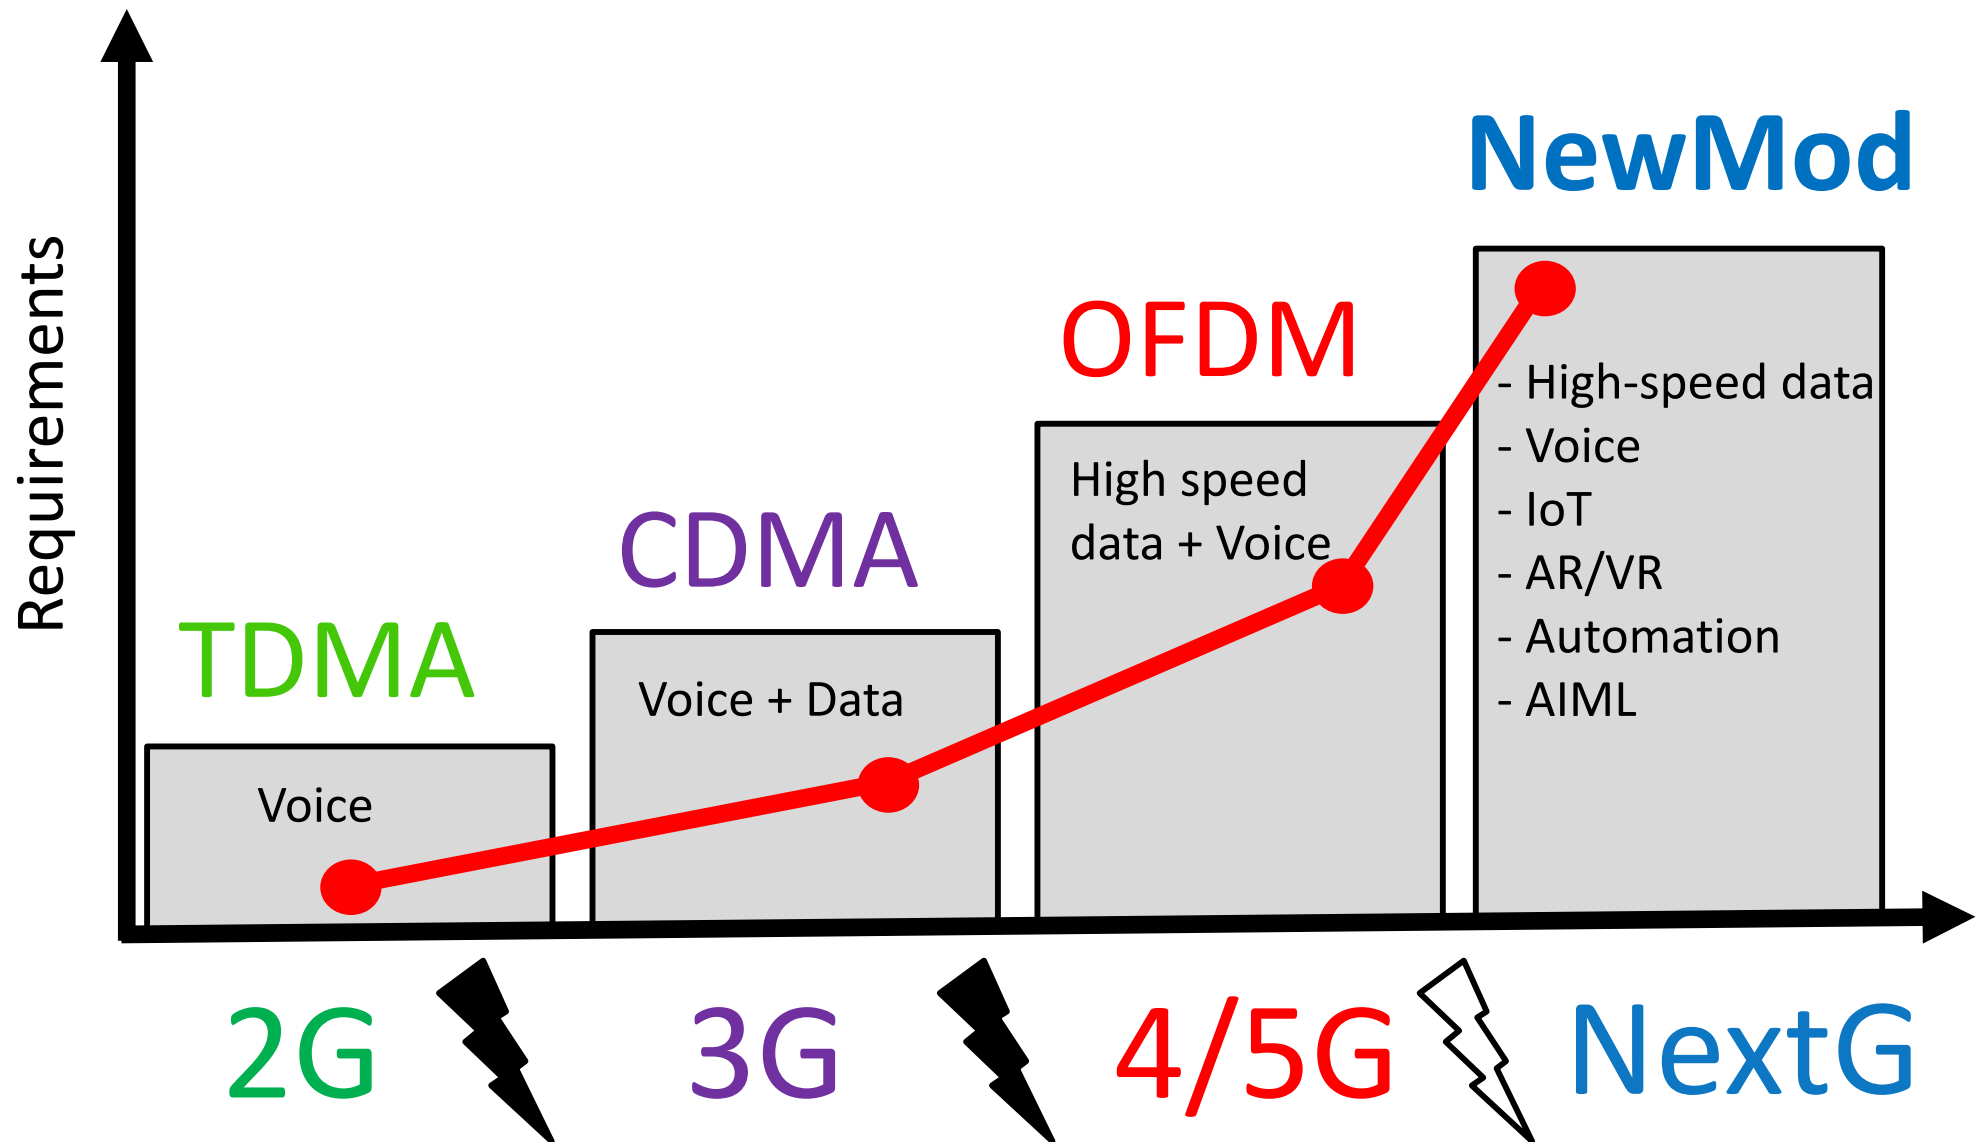 Requirements
TDMA
Voice
CDMA
Voice + Data
OFDM
High speed
data + Voice
NewMod
- High-speed data
- Voice
- IoT
- AR/VR
- Automation
- AIML
2G
3G
4/5G
NextG